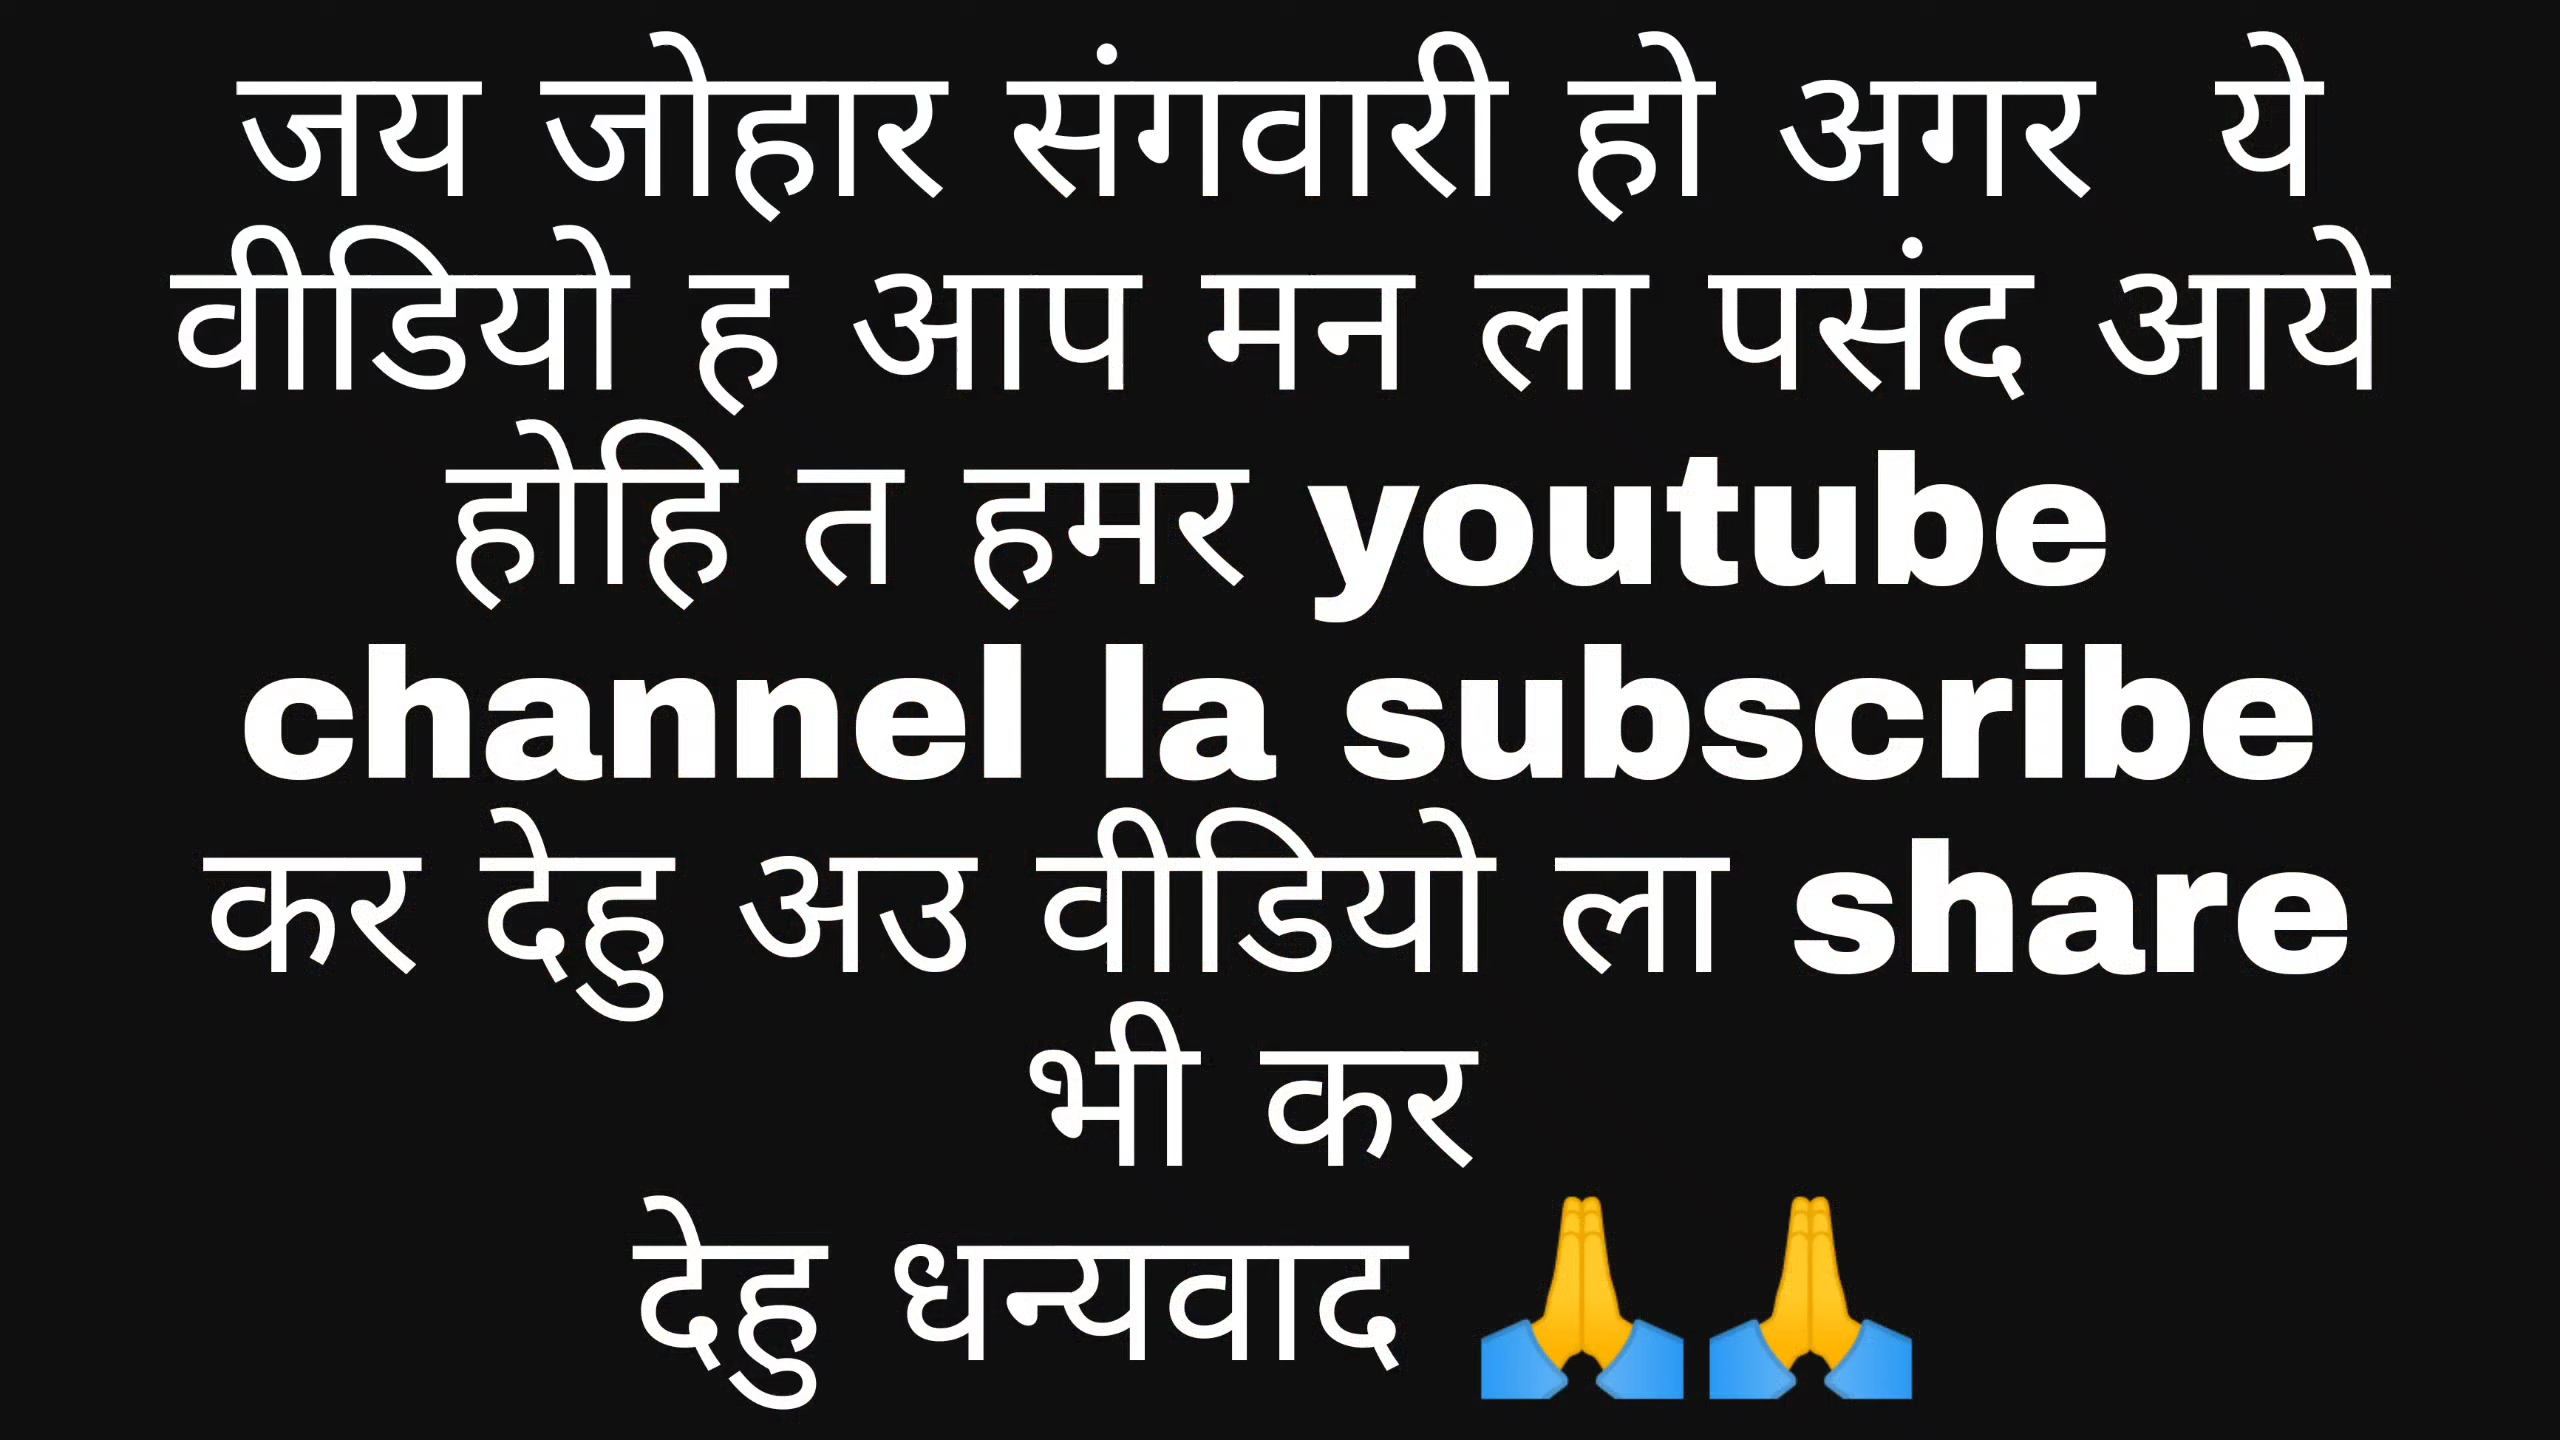 जय जोहार संगवारी हो अगर ये
वीडियो ह आप मन ला पसंद आये
होहि त हमर youtube
channel la subscribe
कर देहु अउ वीडियो ला share
भी कर
देहु धन्यवाद 🙏🙏